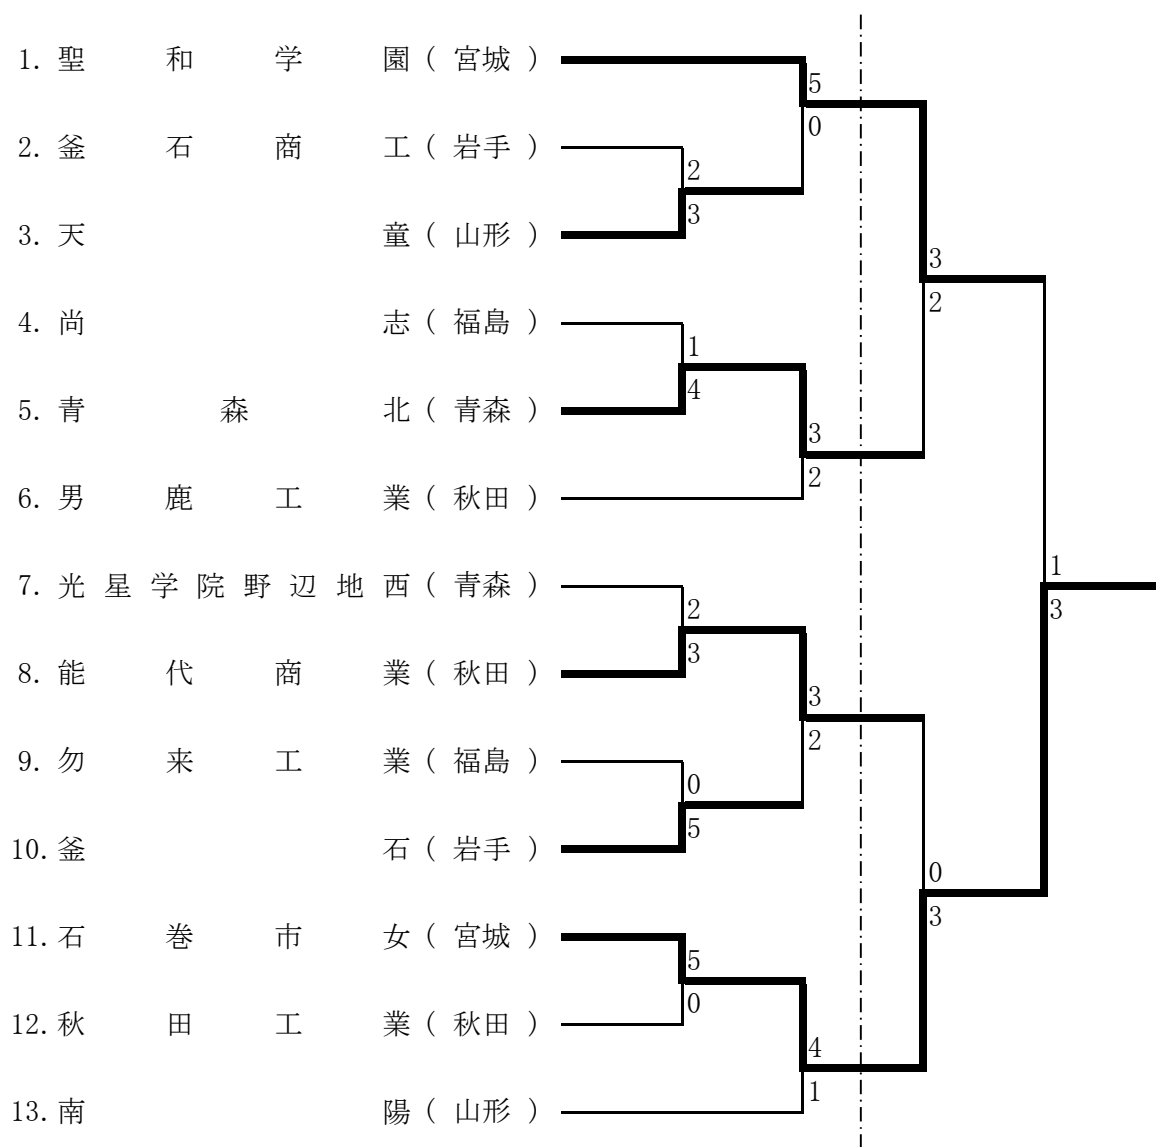 1. 聖和学園 ( 宮城 )
5
0
2. 釜石商工 ( 岩手 )
2
3
3. 天童 ( 山形 )
3
2
4. 尚志 ( 福島 )
1
4
5. 青森北 ( 青森 )
3
2
6. 男鹿工業 ( 秋田 )
1
3
7. 光星学院野辺地西 ( 青森 )
2
3
8. 能代商業 ( 秋田 )
3
2
9. 勿来工業 ( 福島 )
0
5
10. 釜石 ( 岩手 )
0
3
11. 石巻市女 ( 宮城 )
5
0
12. 秋田工業 ( 秋田 )
4
1
13. 南陽 ( 山形 )